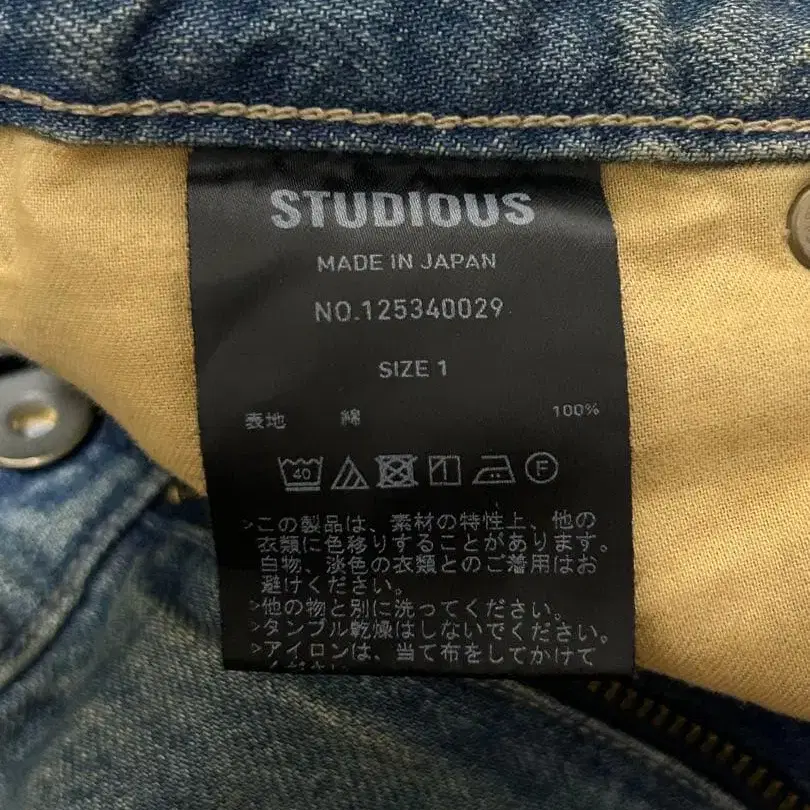 STUDIOUS
MADE IN JAPAN
NO.125340029
SIZE 1
表地 綿 100%
40 F
>この製品は、素材の特性上、他の
衣類に色移りすることがあります。
白物、淡色の衣類とのご着用はお
避けください。
>他の物と別に洗ってください。
>タンブル乾燥はしないでください。
>アイロンは、当て布をしてかけて
ください